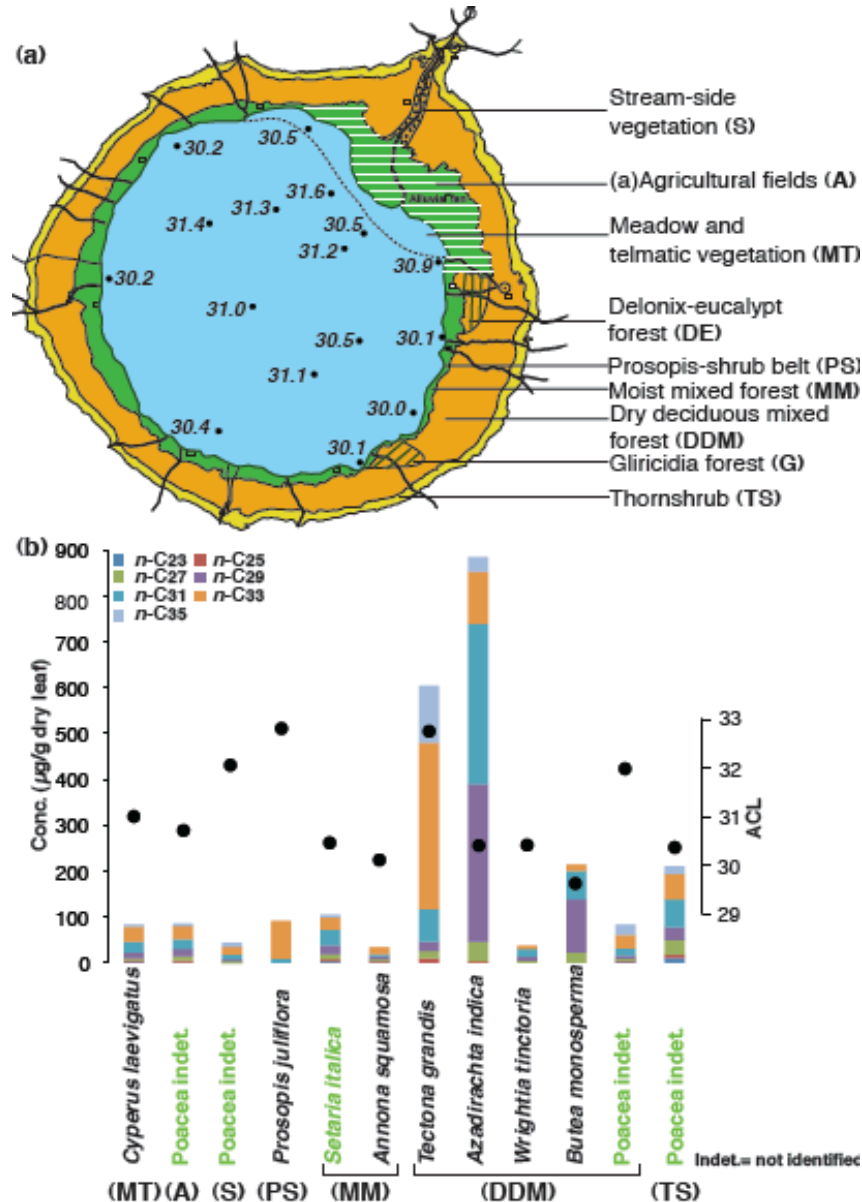 (a)
Stream-side
vegetation (S)
(a)Agricultural fields (A)
Meadow and
telmatic vegetation (MT)
Delonix-eucalypt
forest (DE)
Prosopis-shrub belt (PS)
Moist mixed forest (MM)
Dry deciduous mixed
forest (DDM)
Gliricidia forest (G)
Thornshrub (TS)
30.2
30.5
31.6
31.3
31.4
30.5
31.2
30.9
30.2
31.0
30.5
30.1
31.1
30.0
30.4
30.1
(b)
n-C23 n-C25
n-C27 n-C29
n-C31 n-C33
n-C35
Conc. (µg/g dry leaf)
900
800
700
600
500
400
300
200
100
0
ACL
33
32
31
30
29
Cyperus laevigatus
Poacea indet.
Poacea indet.
Prosopis juliflora
Setaria italica
Annona squamosa
Tectona grandis
Azadirachta indica
Wrightia tinctoria
Butea monosperma
Poacea indet.
Poacea indet.
Indet.= not identified
(MT) (A) (S) (PS) (MM) (DDM) (TS)